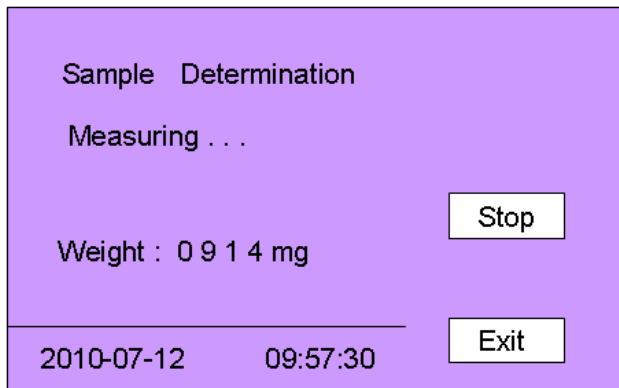 Sample Determination
Measuring . . .
Stop
Weight : 0 9 1 4 mg
Exit
2010-07-12 09:57:30